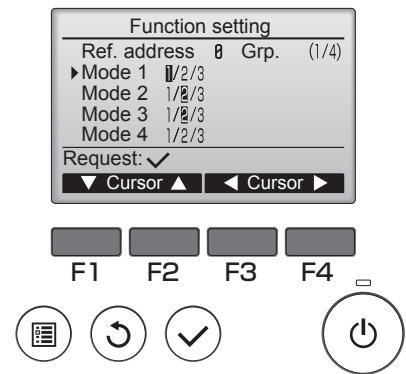 Function setting
Ref. address 0 Grp. (1/4)
▶Mode 1 1/2/3
Mode 2 1/2/3
Mode 3 1/2/3
Mode 4 1/2/3
Request: ✓
▼ Cursor ▲ ◀ Cursor ▶
F1 F2 F3 F4